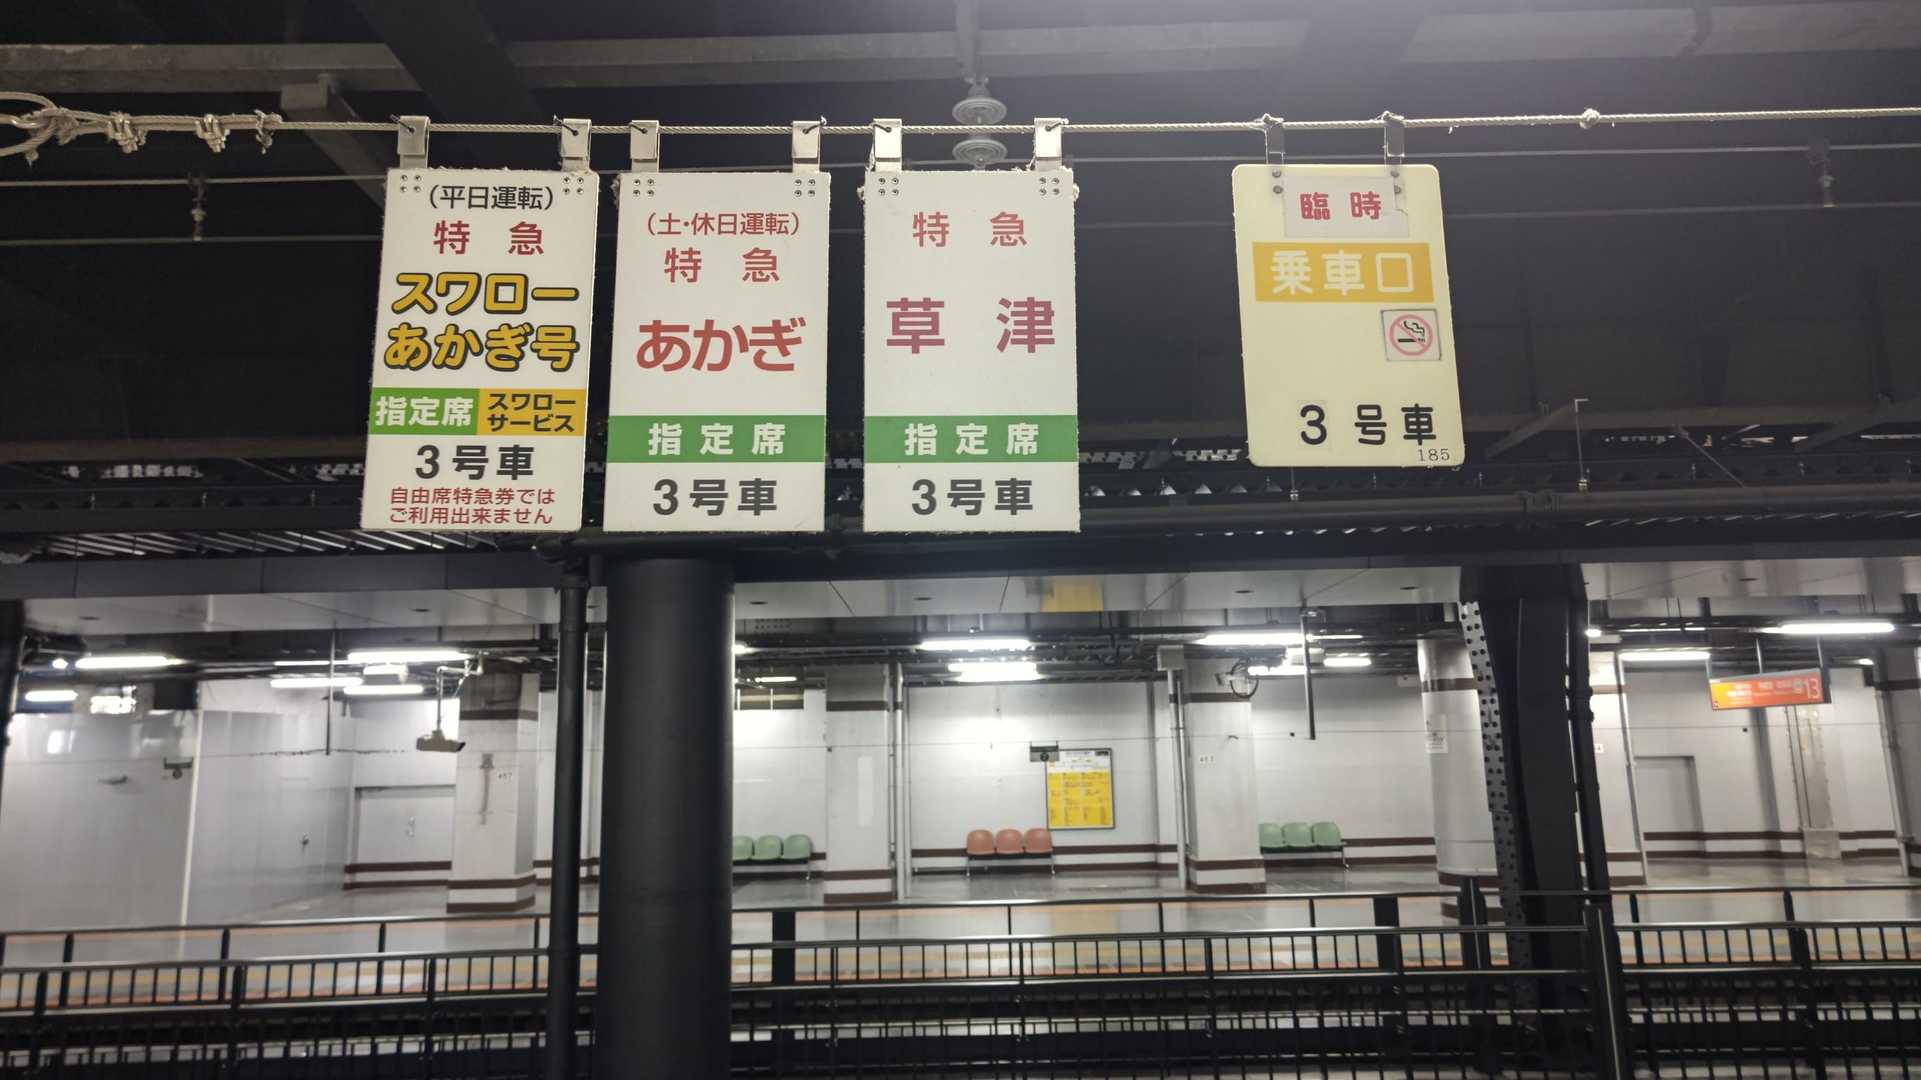 (平日運転)
特急
スワロー
あかぎ号
指定席
スワロー
サービス
3号車
自由席特急券では
ご利用出来ません
(土・休日運転)
特急
あかぎ
指定席
3号車
特急
草津
指定席
3号車
臨時
乗車口
3号車
185
13
457